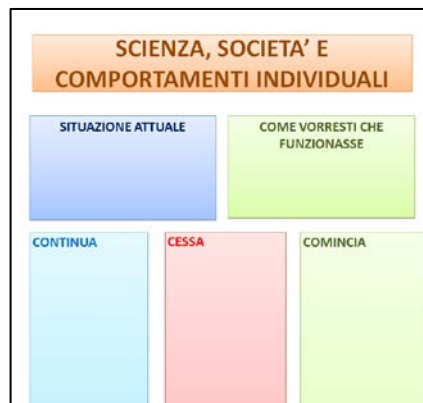 SCIENZA, SOCIETA’ E
COMPORTAMENTI INDIVIDUALI
SITUAZIONE ATTUALE
COME VORRESTI CHE
FUNZIONASSE
CONTINUA
CESSA
COMINCIA